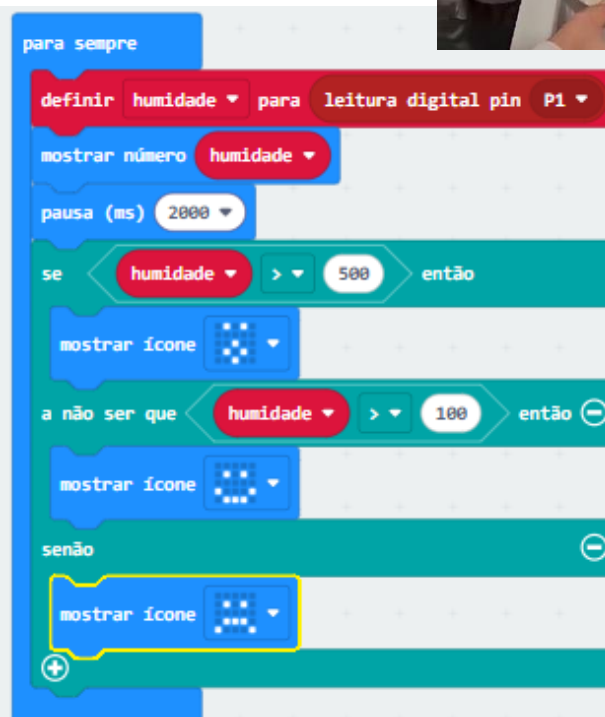 para sempre
definir humidade para leitura digital pin P1
mostrar número humidade
pausa (ms) 2000
se humidade > 500 então
mostrar ícone
a não ser que humidade > 100 então
mostrar ícone
senão
mostrar ícone